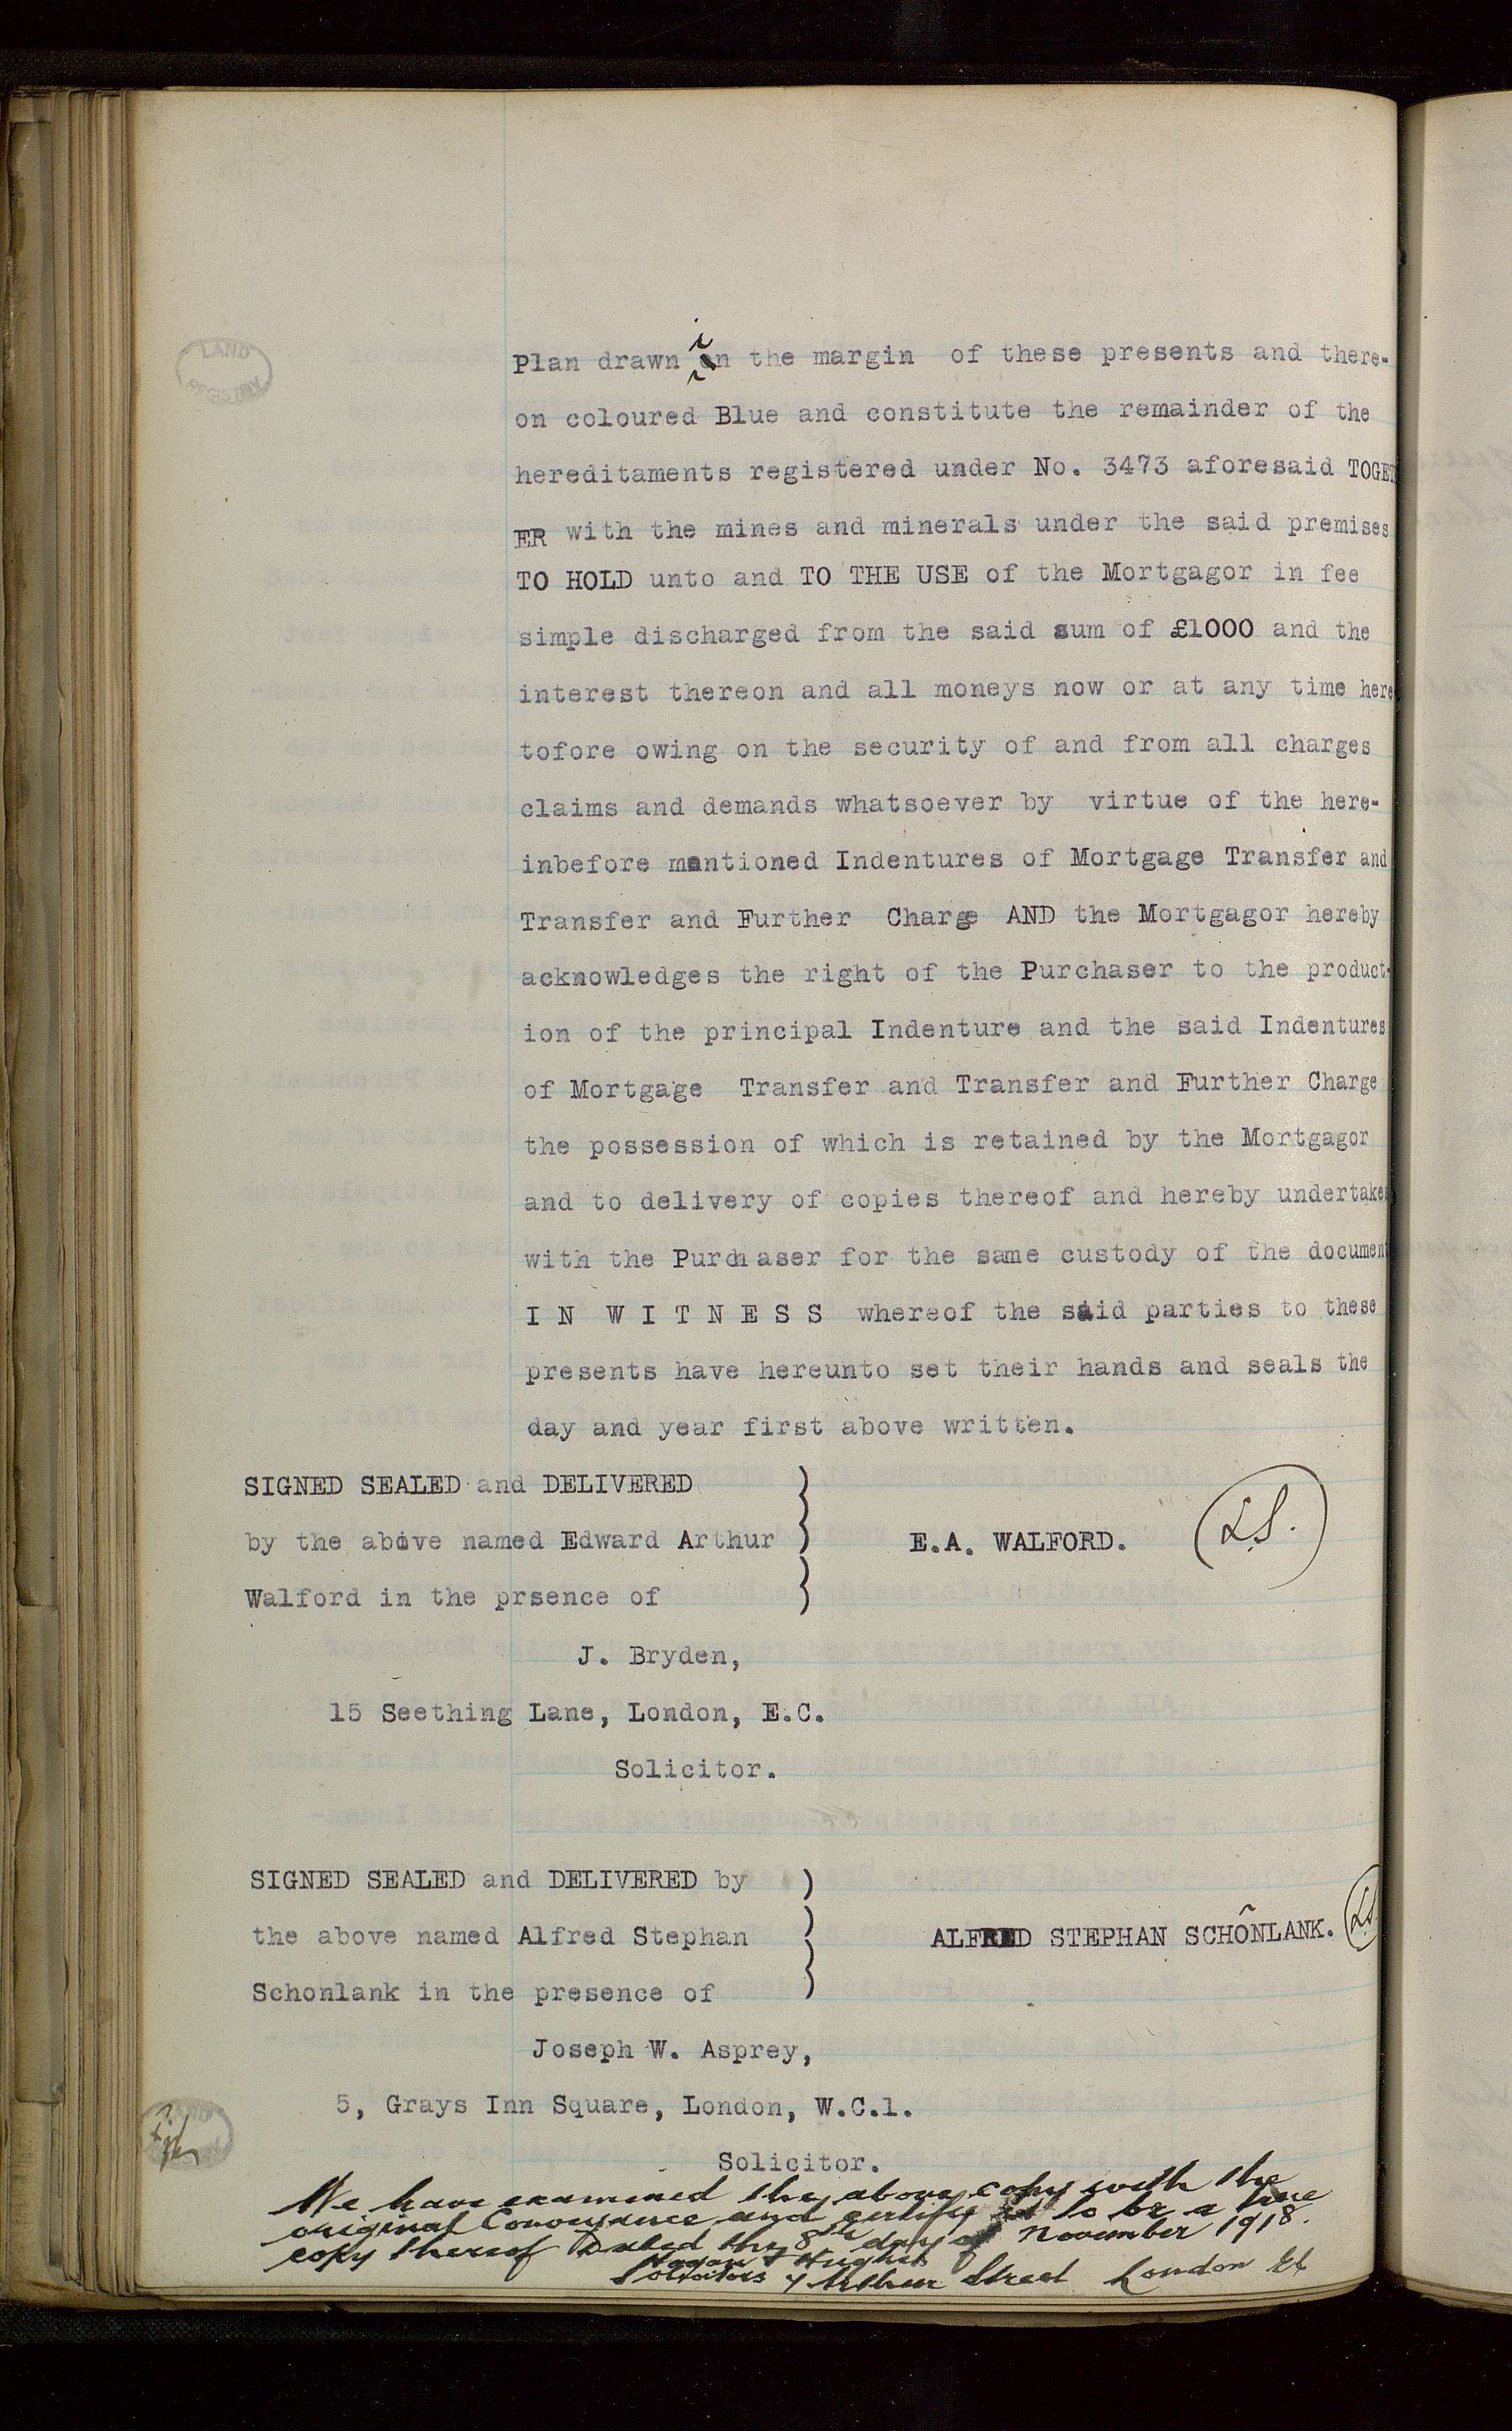 LAND
REGISTRY
Plan drawn in the margin of these presents and there-
on coloured Blue and constitute the remainder of the
hereditaments registered under No. 3473 aforesaid TOGET
ER with the mines and minerals under the said premises
TO HOLD unto and TO THE USE of the Mortgagor in fee
simple discharged from the said sum of £1000 and the
interest thereon and all moneys now or at any time here
tofore owing on the security of and from all charges
claims and demands whatsoever by virtue of the here-
inbefore mentioned Indentures of Mortgage Transfer and
Transfer and Further Charge AND the Mortgagor hereby
acknowledges the right of the Purchaser to the product-
ion of the principal Indenture and the said Indentures
of Mortgage Transfer and Transfer and Further Charge
the possession of which is retained by the Mortgagor
and to delivery of copies thereof and hereby undertakes
with the Purchaser for the same custody of the document
IN WITNESS whereof the said parties to these
presents have hereunto set their hands and seals the
day and year first above written.
SIGNED SEALED and DELIVERED
by the above named Edward Arthur E.A. WALFORD. L.S.
Walford in the prsence of
J. Bryden,
15 Seething Lane, London, E.C.
Solicitor.
SIGNED SEALED and DELIVERED by
the above named Alfred Stephan ALFRED STEPHAN SCHÔNLANK. L.S.
Schonlank in the presence of
Joseph W. Asprey,
5, Grays Inn Square, London, W.C.1.
Solicitor.
We have examined the above copy with the
original Conveyance and certify it to be a true
copy thereof Dated the 8th day of November 1918.
Hughes
Solicitors 7 Arthur Street London EC